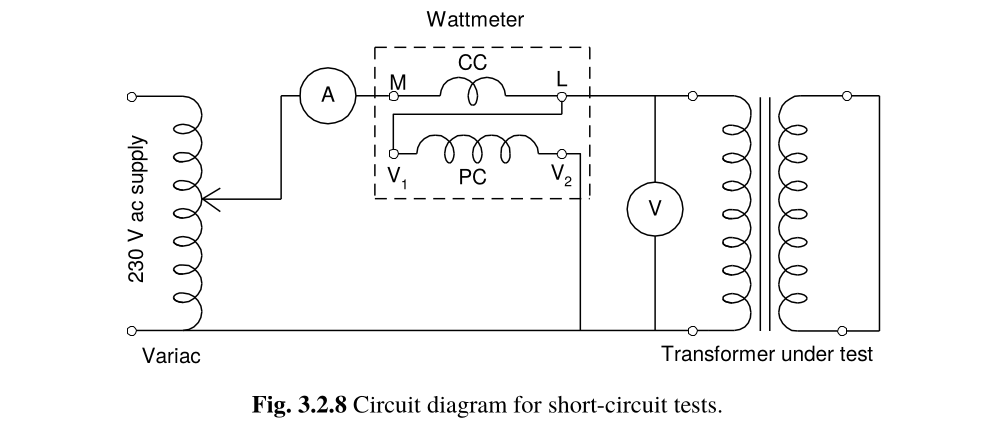 Wattmeter
CC
M
L
A
230 V ac supply
V1
PC
V2
V
Variac
Transformer under test
Fig. 3.2.8 Circuit diagram for short-circuit tests.